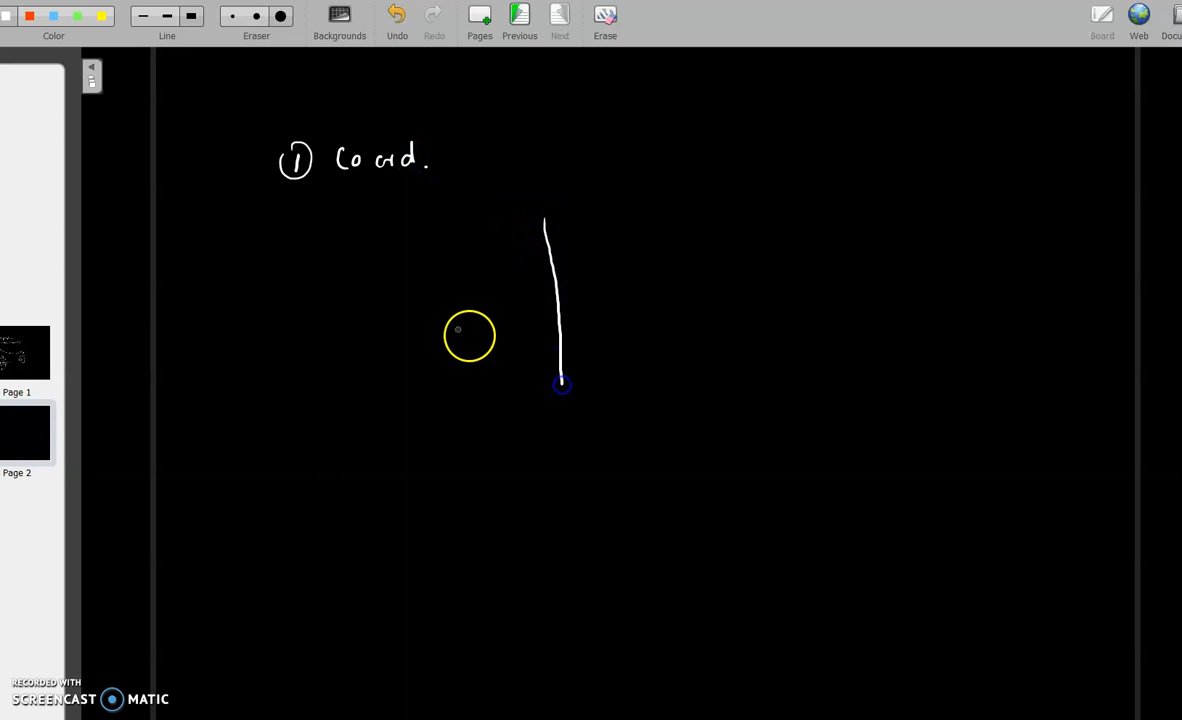 Color
Line
Eraser
Backgrounds
Undo
Redo
Pages
Previous
Next
Erase
Board
Web
Docu
① Coord.
Page 1
Page 2
RECORDED WITH
SCREENCAST MATIC